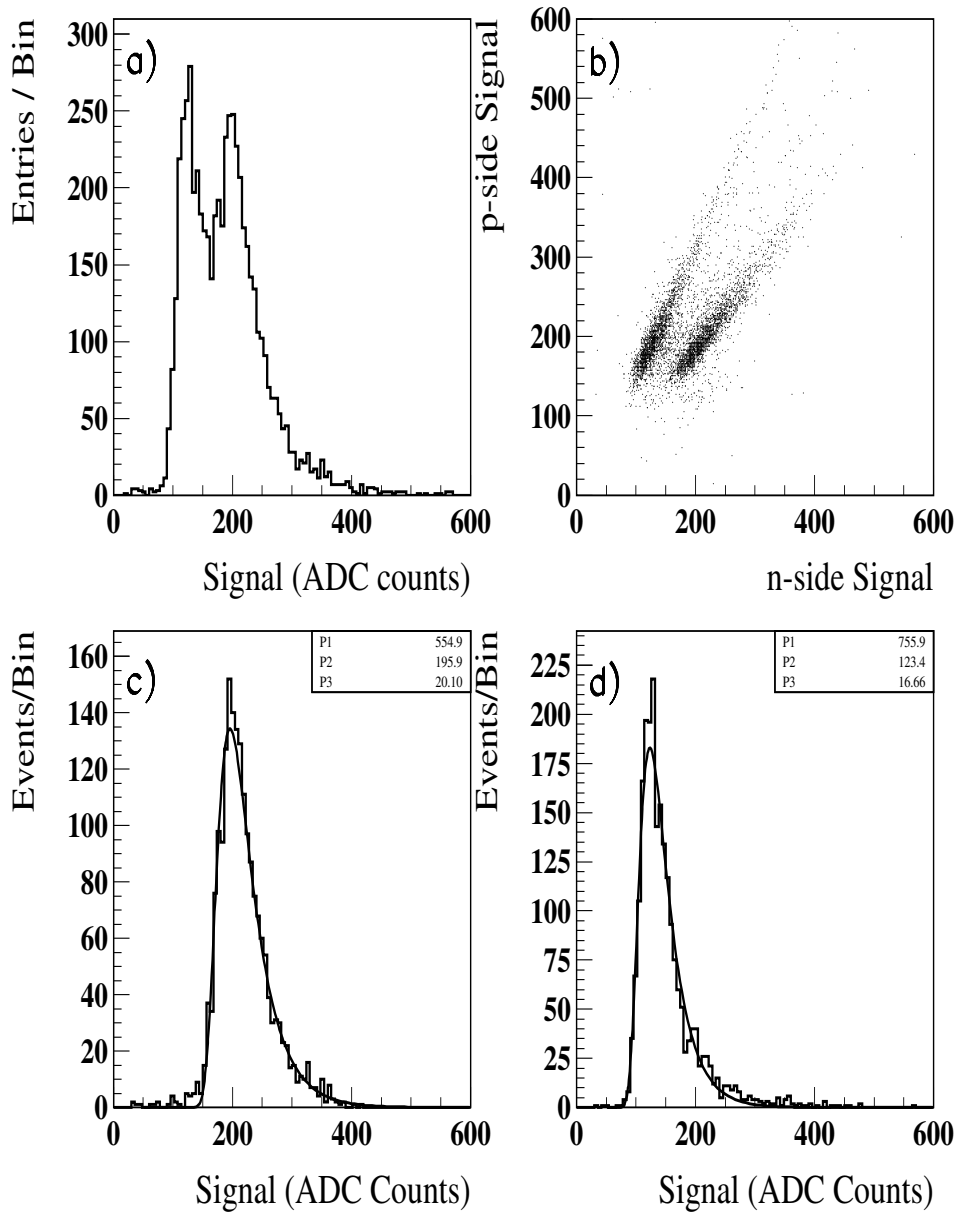 a)
Entries / Bin
300
250
200
150
100
50
0
0 200 400 600
Signal (ADC counts)
b)
p-side Signal
600
500
400
300
200
100
0
0 200 400 600
n-side Signal
c)
Events/Bin
160
140
120
100
80
60
40
20
0
P1 554.9
P2 195.9
P3 20.10
0 200 400 600
Signal (ADC Counts)
d)
Events/Bin
225
200
175
150
125
100
75
50
25
0
P1 755.9
P2 123.4
P3 16.66
0 200 400 600
Signal (ADC Counts)